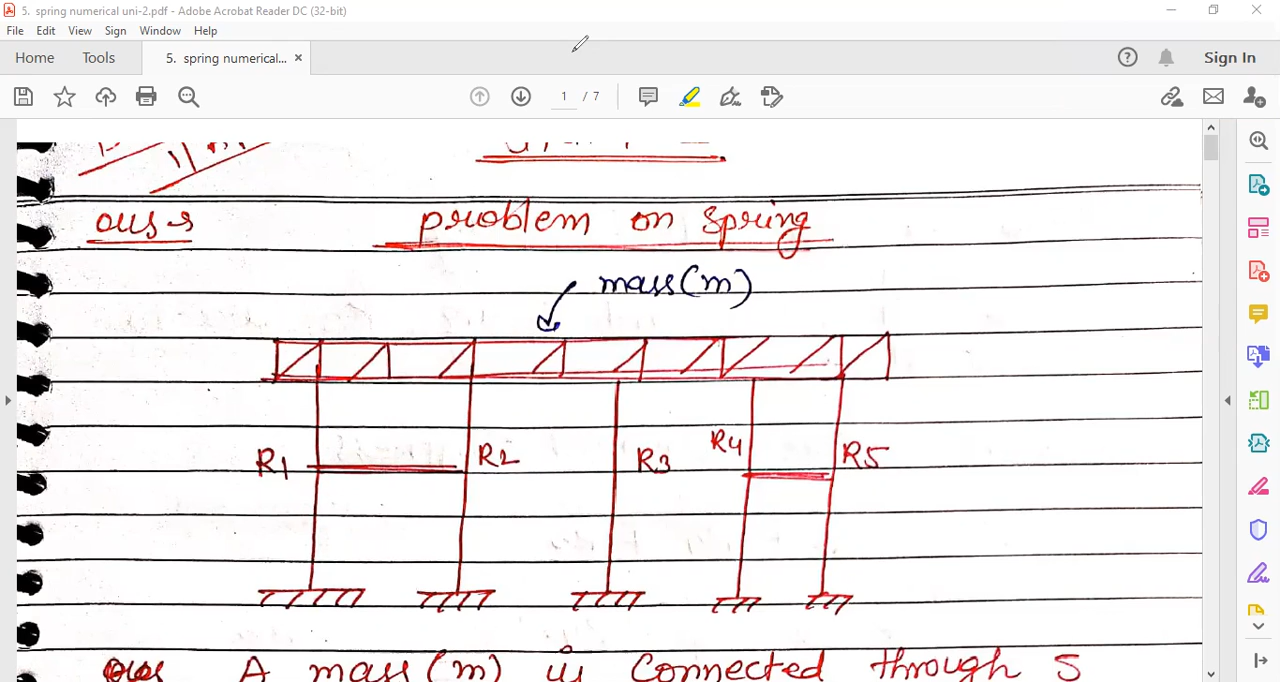 5. spring numerical uni-2.pdf - Adobe Acrobat Reader DC (32-bit)
File Edit View Sign Window Help
Home Tools 5. spring numerical... × Sign In
1 / 7
problem on spring
mass(m)
R1 R2 R3 R4 R5
A mass(m) is connected through 5